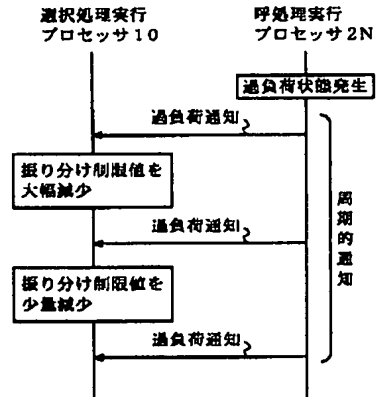 選択処理実行
プロセッサ10
呼処理実行
プロセッサ2N
過負荷状態発生
過負荷通知
振り分け制限値を
大幅減少
過負荷通知
振り分け制限値を
少量減少
過負荷通知
周期的通知